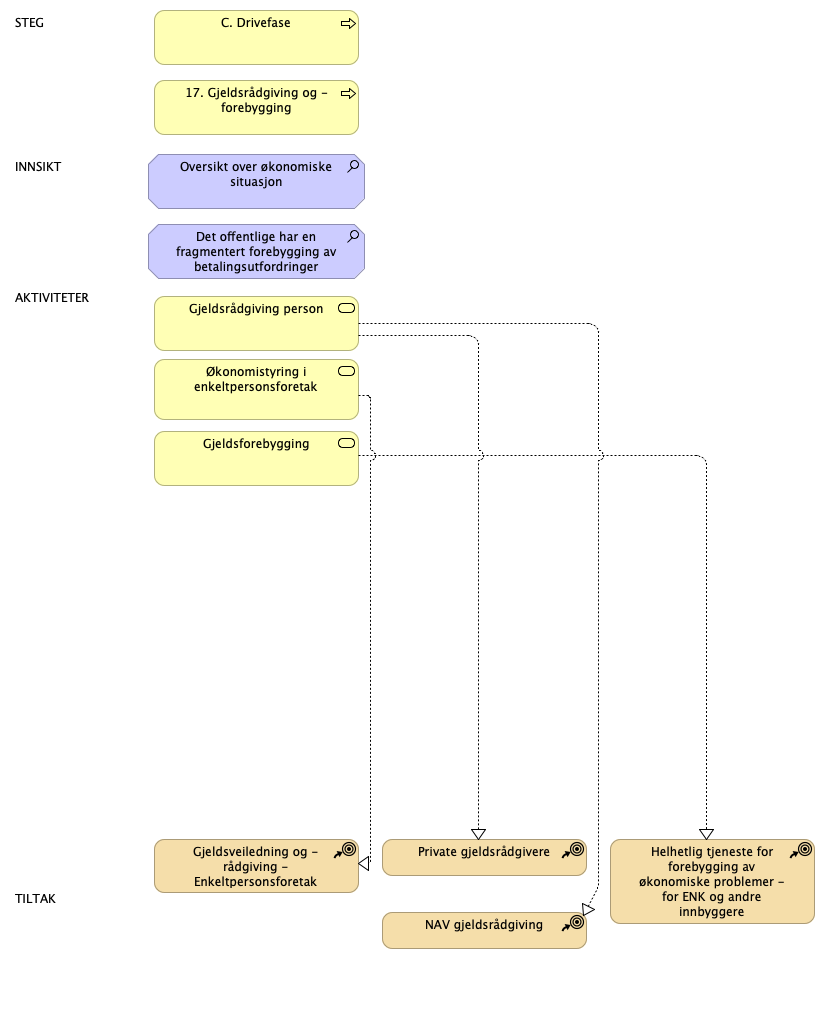 STEG
C. Drivefase
17. Gjeldsrådgiving og –
forebygging
INNSIKT
Oversikt over økonomiske
situasjon
Det offentlige har en
fragmentert forebygging av
betalingsutfordringer
AKTIVITETER
Gjeldsrådgiving person
Økonomistyring i
enkeltpersonsforetak
Gjeldsforebygging
Gjeldsveiledning og –
rådgiving –
Enkeltpersonsforetak
Private gjeldsrådgivere
Helhetlig tjeneste for
forebygging av
økonomiske problemer –
for ENK og andre
innbyggere
TILTAK
NAV gjeldsrådgiving